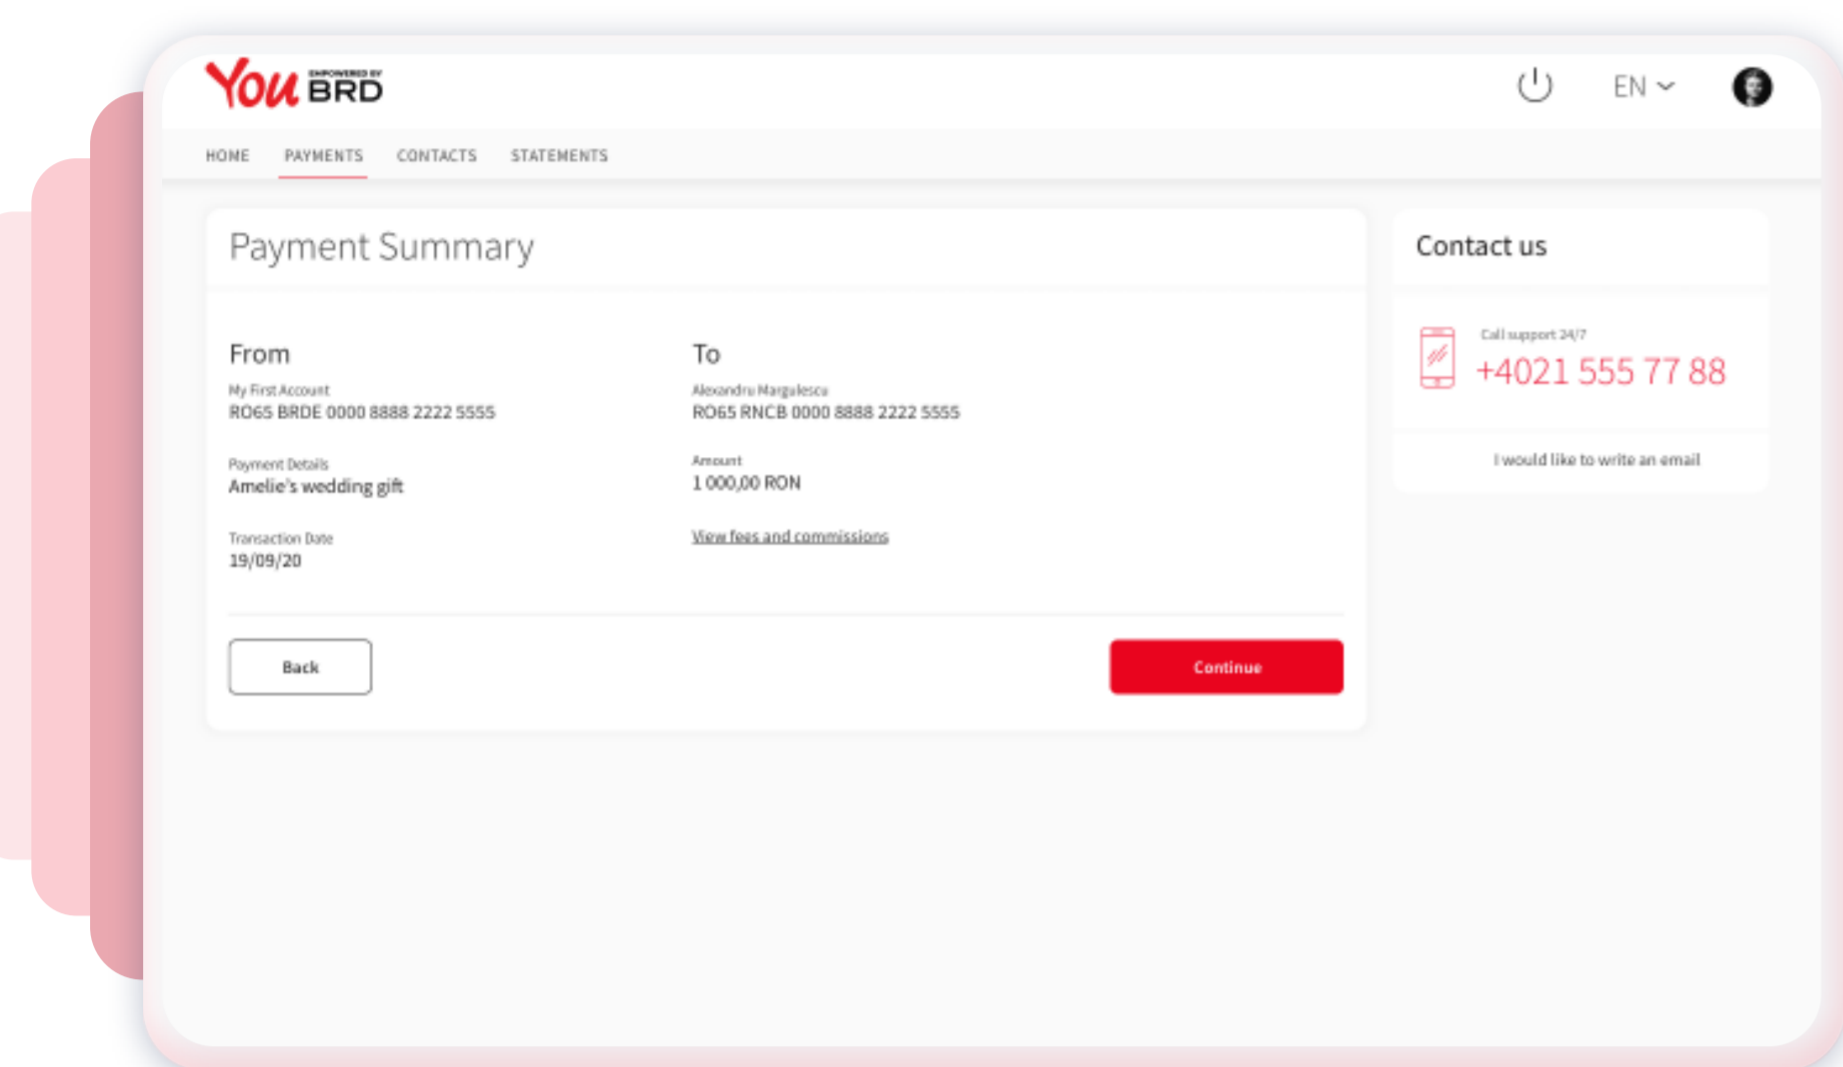 You EMPOWERED BY BRD
EN
HOME PAYMENTS CONTACTS STATEMENTS
Payment Summary
From
My First Account
RO65 BRDE 0000 8888 2222 5555
Payment Details
Amelie's wedding gift
Transaction Date
19/09/20
To
Alexandru Margulescu
RO65 RNCB 0000 8888 2222 5555
Amount
1 000,00 RON
View fees and commissions
Back
Continue
Contact us
Call support 24/7
+4021 555 77 88
I would like to write an email